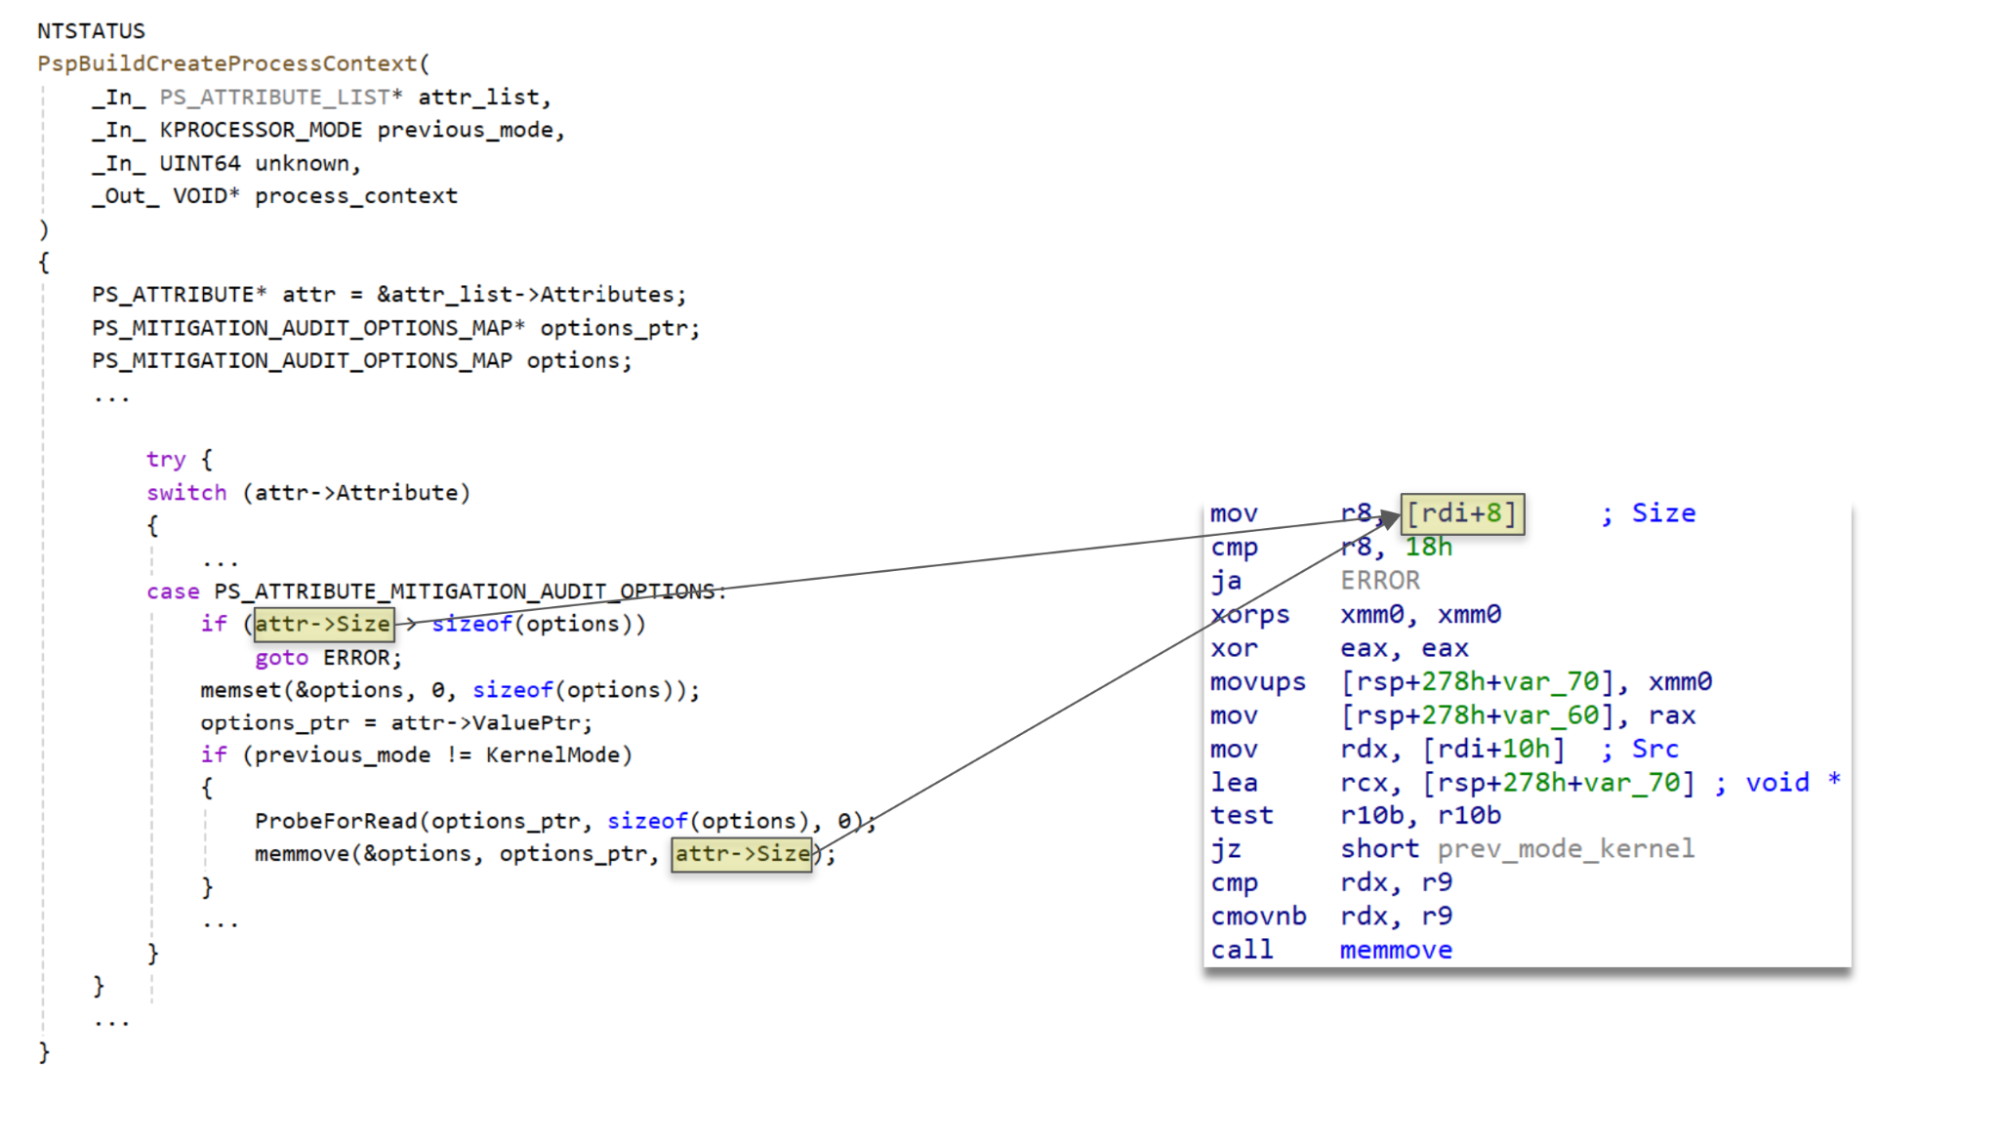 NTSTATUS
PspBuildCreateProcessContext(
_In_ PS_ATTRIBUTE_LIST* attr_list,
_In_ KPROCESSOR_MODE previous_mode,
_In_ UINT64 unknown,
_Out_ VOID* process_context
)
{
PS_ATTRIBUTE* attr = &attr_list->Attributes;
PS_MITIGATION_AUDIT_OPTIONS_MAP* options_ptr;
PS_MITIGATION_AUDIT_OPTIONS_MAP options;
...
try {
switch (attr->Attribute)
{
...
case PS_ATTRIBUTE_MITIGATION_AUDIT_OPTIONS:
if (attr->Size > sizeof(options))
goto ERROR;
memset(&options, 0, sizeof(options));
options_ptr = attr->ValuePtr;
if (previous_mode != KernelMode)
{
ProbeForRead(options_ptr, sizeof(options), 0);
memmove(&options, options_ptr, attr->Size);
}
...
}
}
...
}
mov r8, [rdi+8] ; Size
cmp r8, 18h
ja ERROR
xorps xmm0, xmm0
xor eax, eax
movups [rsp+278h+var_70], xmm0
mov [rsp+278h+var_60], rax
mov rdx, [rdi+10h] ; Src
lea rcx, [rsp+278h+var_70] ; void *
test r10b, r10b
jz short prev_mode_kernel
cmp rdx, r9
cmovnb rdx, r9
call memmove